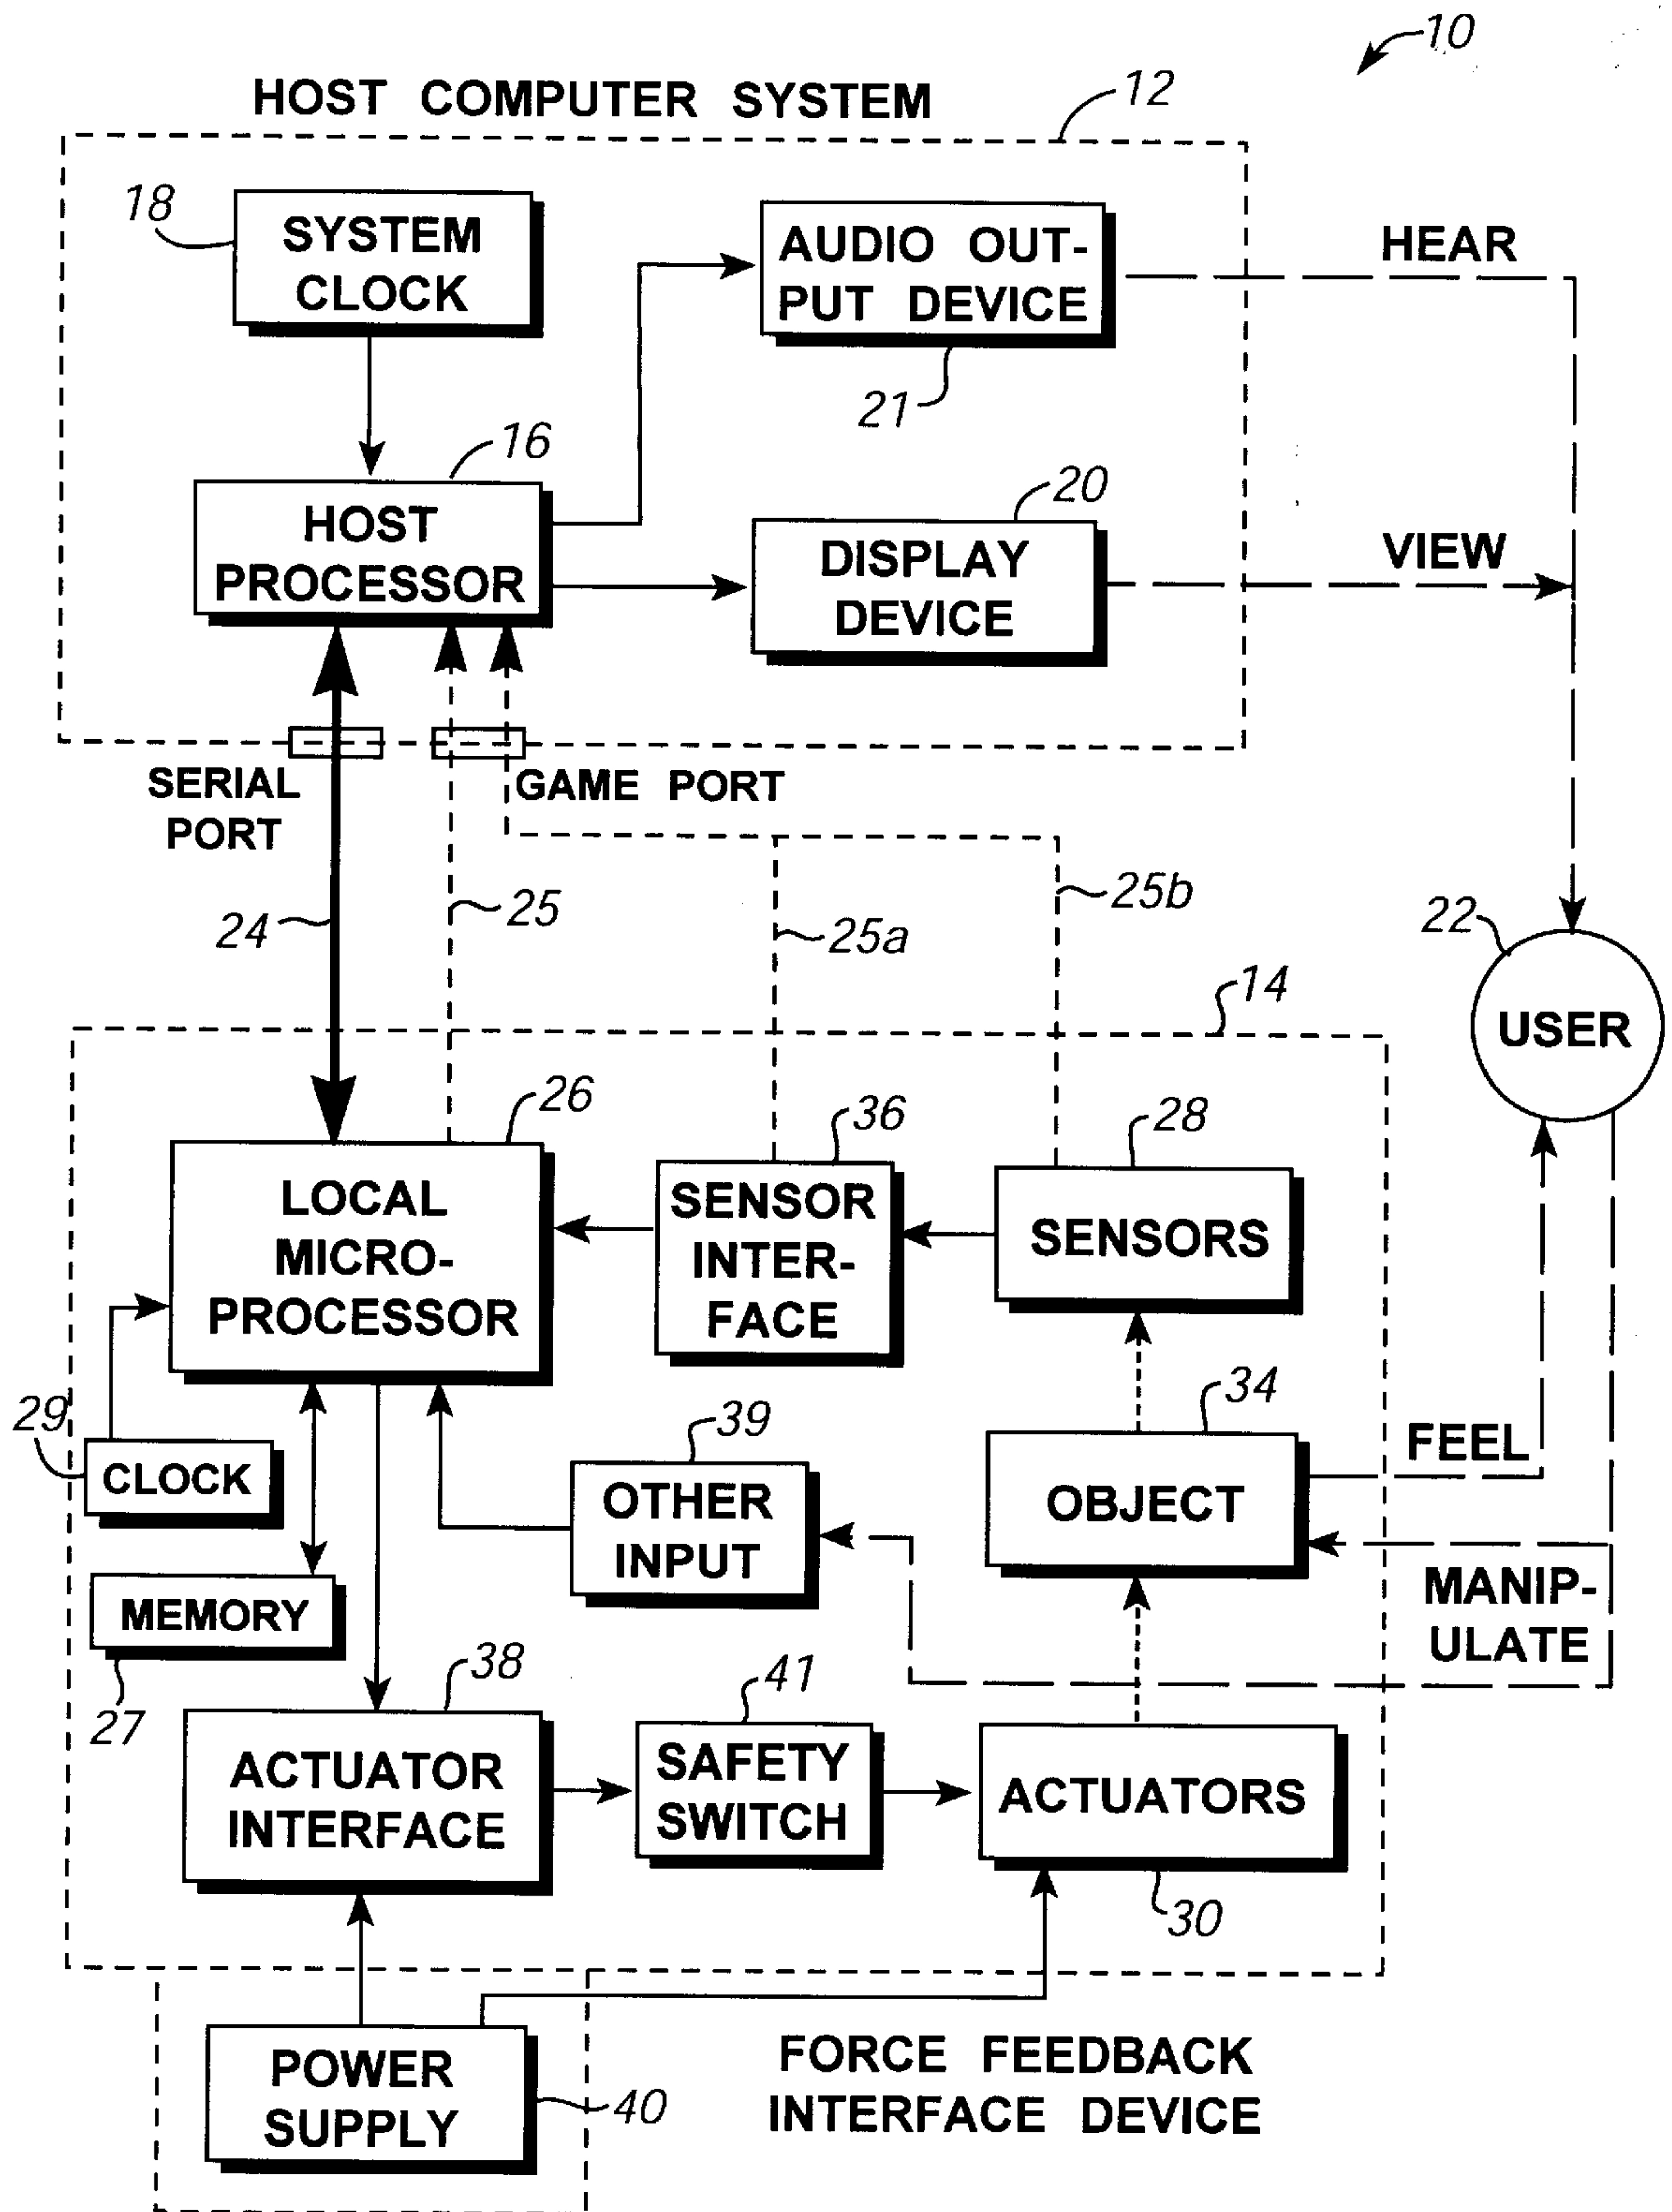 10
HOST COMPUTER SYSTEM
12
18
SYSTEM
CLOCK
AUDIO OUT-
PUT DEVICE
21
HEAR
16
HOST
PROCESSOR
20
DISPLAY
DEVICE
VIEW
SERIAL
PORT
GAME PORT
24
25
25a
25b
22
USER
14
26
LOCAL
MICRO-
PROCESSOR
36
SENSOR
INTER-
FACE
28
SENSORS
29
CLOCK
39
OTHER
INPUT
34
OBJECT
FEEL
MANIP-
ULATE
MEMORY
27
38
ACTUATOR
INTERFACE
41
SAFETY
SWITCH
ACTUATORS
30
POWER
SUPPLY
40
FORCE FEEDBACK
INTERFACE DEVICE